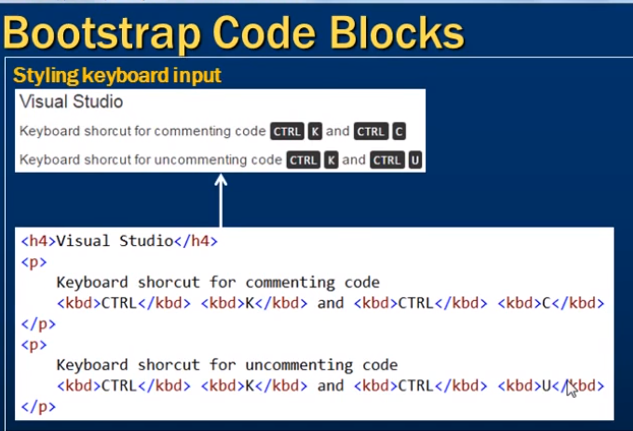 Bootstrap Code Blocks
Styling keyboard input
Visual Studio
Keyboard shorcut for commenting code CTRL K and CTRL C
Keyboard shorcut for uncommenting code CTRL K and CTRL U
<h4>Visual Studio</h4>
<p>
Keyboard shorcut for commenting code
<kbd>CTRL</kbd> <kbd>K</kbd> and <kbd>CTRL</kbd> <kbd>C</kbd>
</p>
<p>
Keyboard shorcut for uncommenting code
<kbd>CTRL</kbd> <kbd>K</kbd> and <kbd>CTRL</kbd> <kbd>U</kbd>
</p>